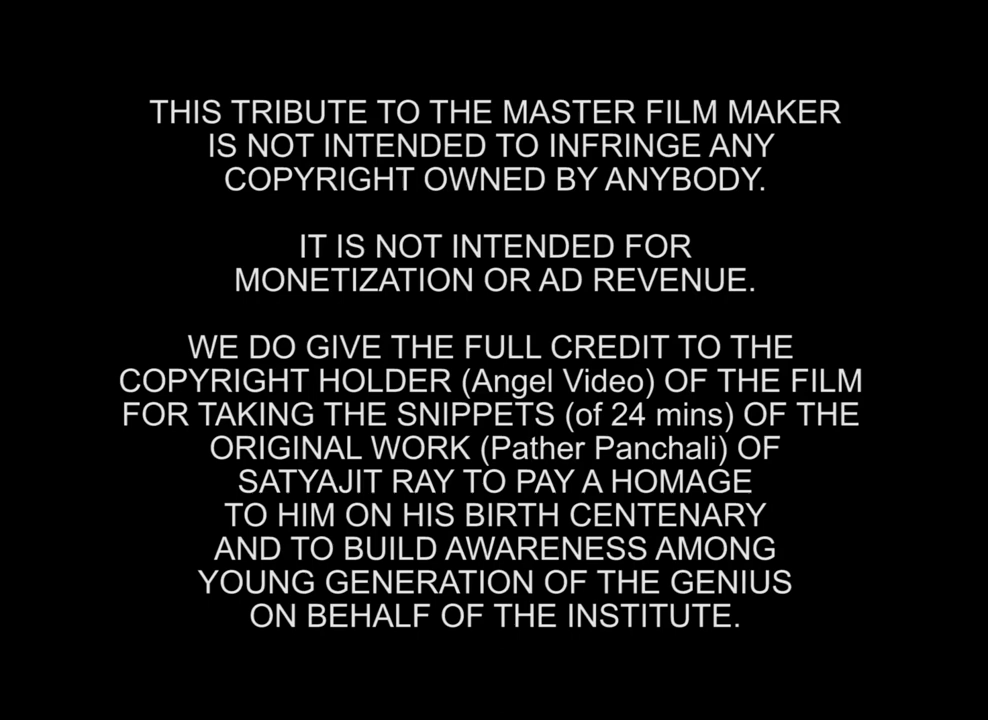 THIS TRIBUTE TO THE MASTER FILM MAKER
IS NOT INTENDED TO INFRINGE ANY
COPYRIGHT OWNED BY ANYBODY.
IT IS NOT INTENDED FOR
MONETIZATION OR AD REVENUE.
WE DO GIVE THE FULL CREDIT TO THE
COPYRIGHT HOLDER (Angel Video) OF THE FILM
FOR TAKING THE SNIPPETS (of 24 mins) OF THE
ORIGINAL WORK (Pather Panchali) OF
SATYAJIT RAY TO PAY A HOMAGE
TO HIM ON HIS BIRTH CENTENARY
AND TO BUILD AWARENESS AMONG
YOUNG GENERATION OF THE GENIUS
ON BEHALF OF THE INSTITUTE.